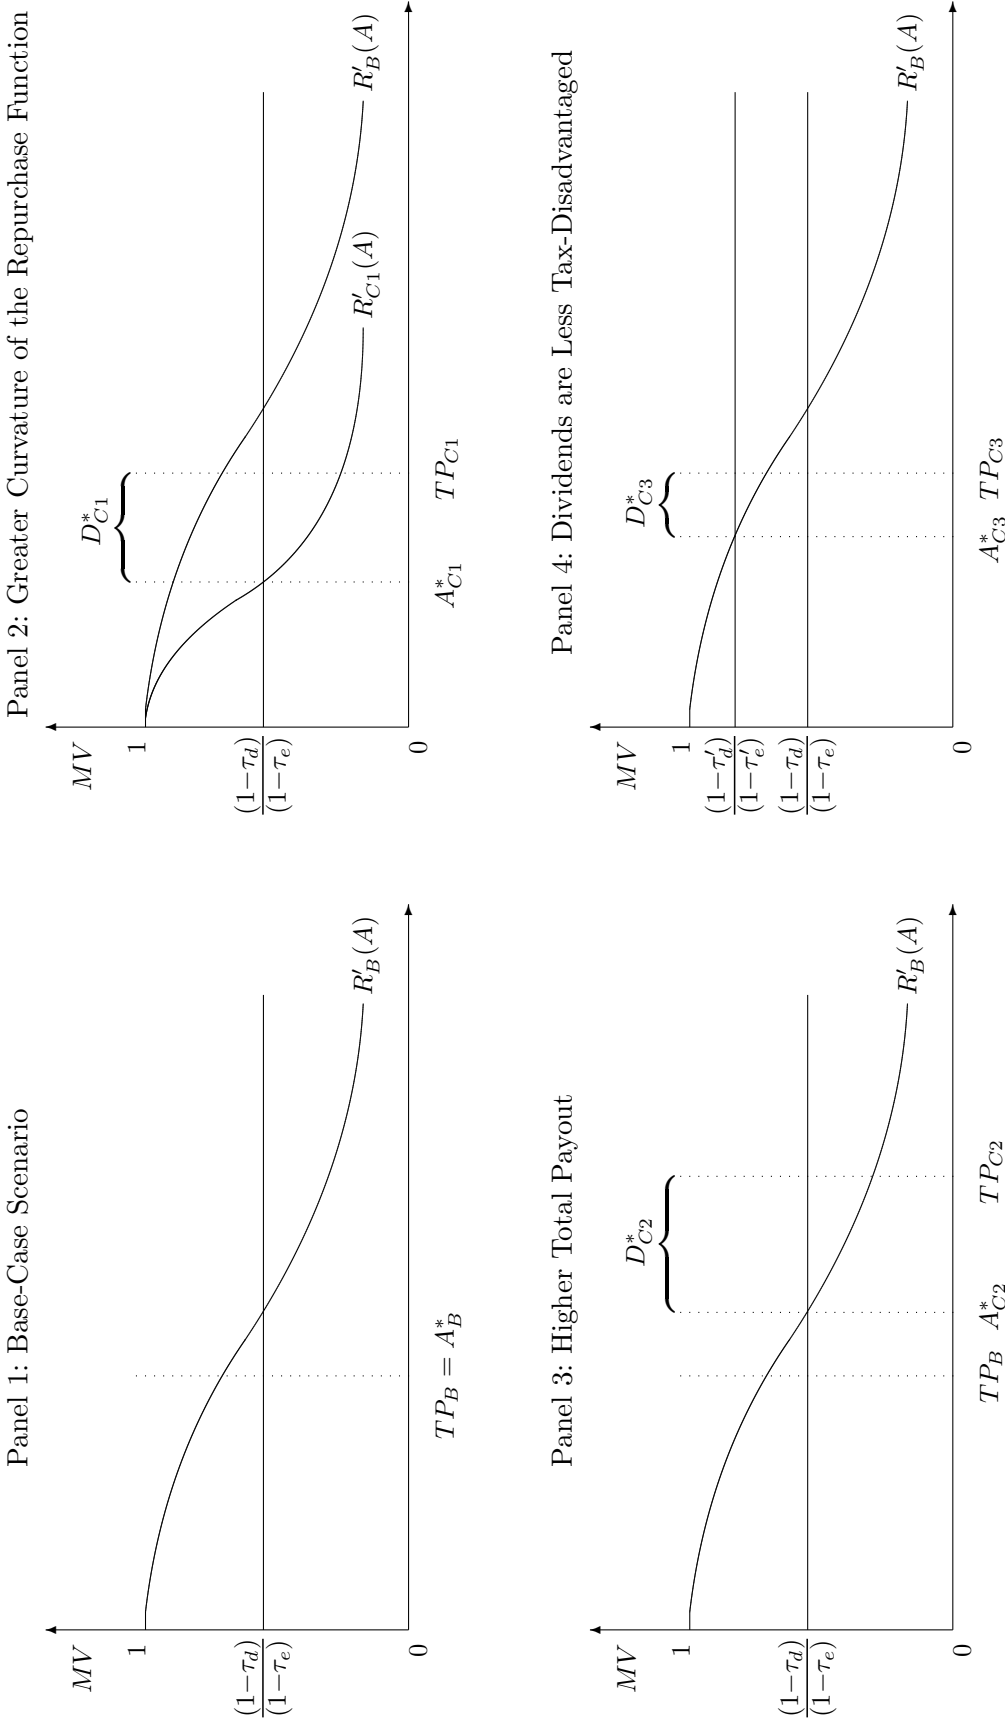 Panel 1: Base-Case Scenario
MV
1
(1−τd)
(1−τe)
0
R′B(A)
TPB = A*B
Panel 2: Greater Curvature of the Repurchase Function
MV
1
(1−τd)
(1−τe)
0
D*C1
R′C1(A)
R′B(A)
A*C1 TPC1
Panel 3: Higher Total Payout
MV
1
(1−τd)
(1−τe)
0
D*C2
R′B(A)
TPB A*C2 TPC2
Panel 4: Dividends are Less Tax-Disadvantaged
MV
1
(1−τ′d)
(1−τ′e)
(1−τd)
(1−τe)
0
D*C3
R′B(A)
A*C3 TPC3